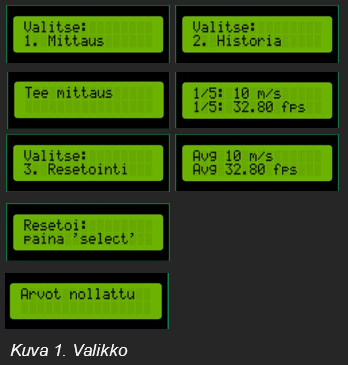 Valitse:
1. Mittaus
Valitse:
2. Historia
Tee mittaus
1/5: 10 m/s
1/5: 32.80 fps
Valitse:
3. Resetointi
Avg 10 m/s
Avg 32.80 fps
Resetoi:
paina 'select'
Arvot nollattu
Kuva 1. Valikko